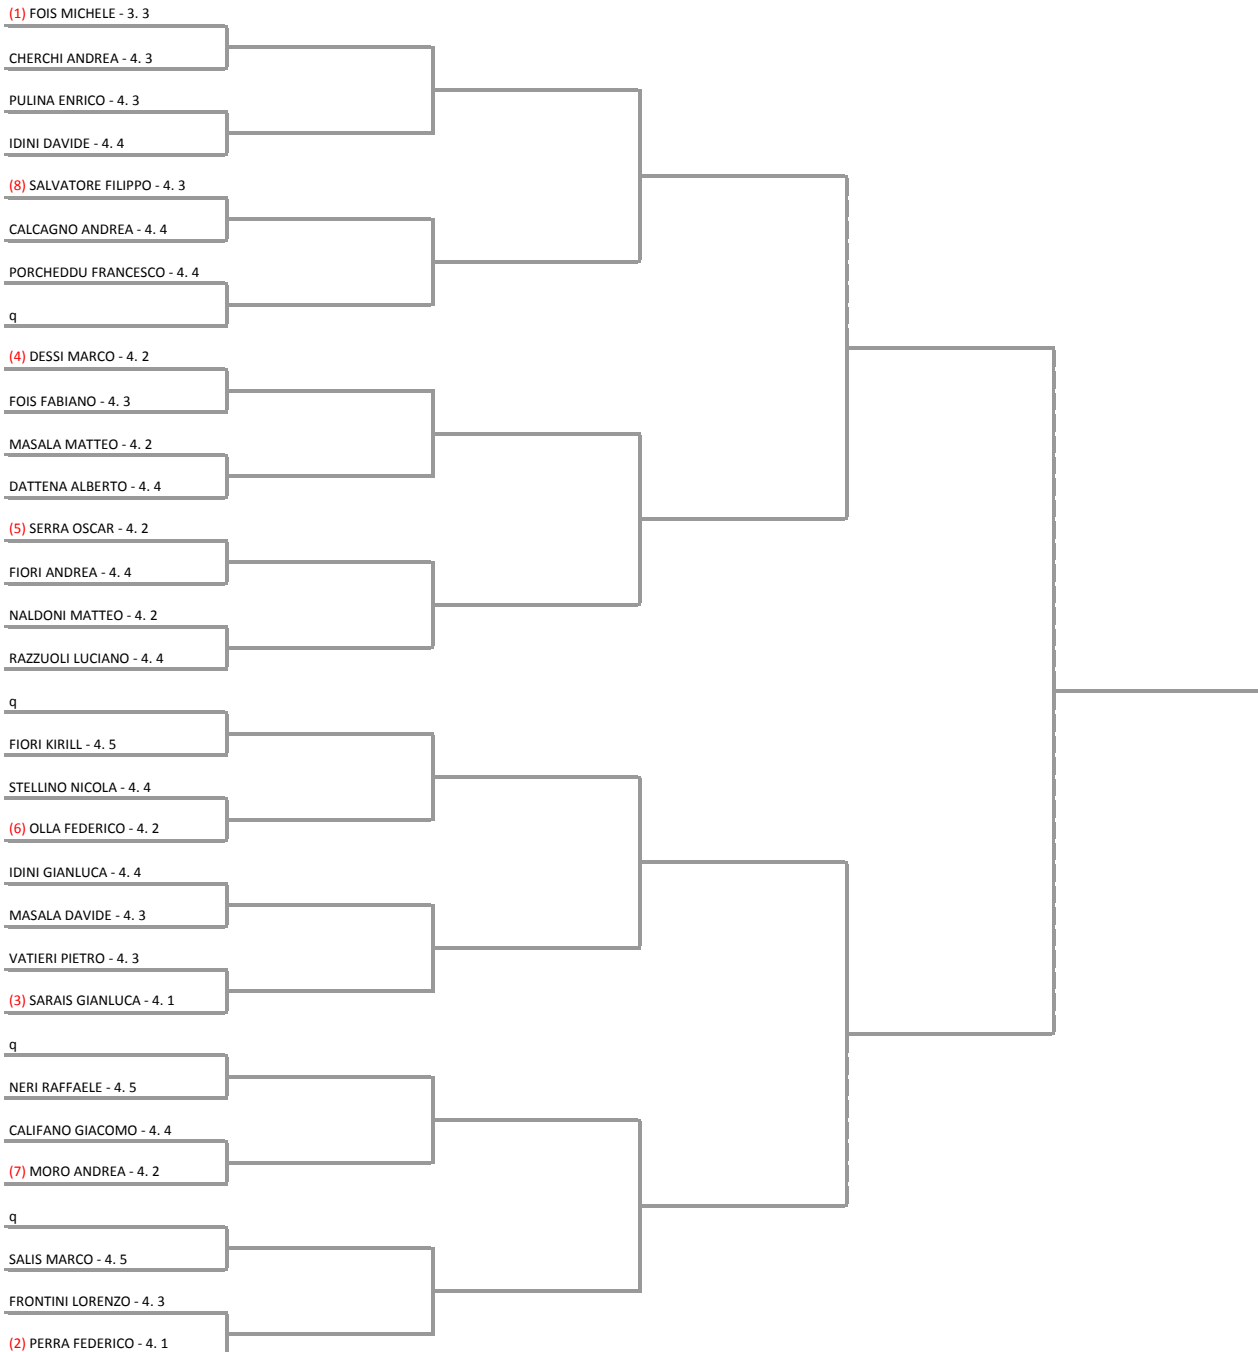 (1) FOIS MICHELE - 3. 3
CHERCHI ANDREA - 4. 3
PULINA ENRICO - 4. 3
IDINI DAVIDE - 4. 4
(8) SALVATORE FILIPPO - 4. 3
CALCAGNO ANDREA - 4. 4
PORCHEDDU FRANCESCO - 4. 4
q
(4) DESSI MARCO - 4. 2
FOIS FABIANO - 4. 3
MASALA MATTEO - 4. 2
DATTENA ALBERTO - 4. 4
(5) SERRA OSCAR - 4. 2
FIORI ANDREA - 4. 4
NALDONI MATTEO - 4. 2
RAZZUOLI LUCIANO - 4. 4
q
FIORI KIRILL - 4. 5
STELLINO NICOLA - 4. 4
(6) OLLA FEDERICO - 4. 2
IDINI GIANLUCA - 4. 4
MASALA DAVIDE - 4. 3
VATIERI PIETRO - 4. 3
(3) SARAIS GIANLUCA - 4. 1
q
NERI RAFFAELE - 4. 5
CALIFANO GIACOMO - 4. 4
(7) MORO ANDREA - 4. 2
q
SALIS MARCO - 4. 5
FRONTINI LORENZO - 4. 3
(2) PERRA FEDERICO - 4. 1